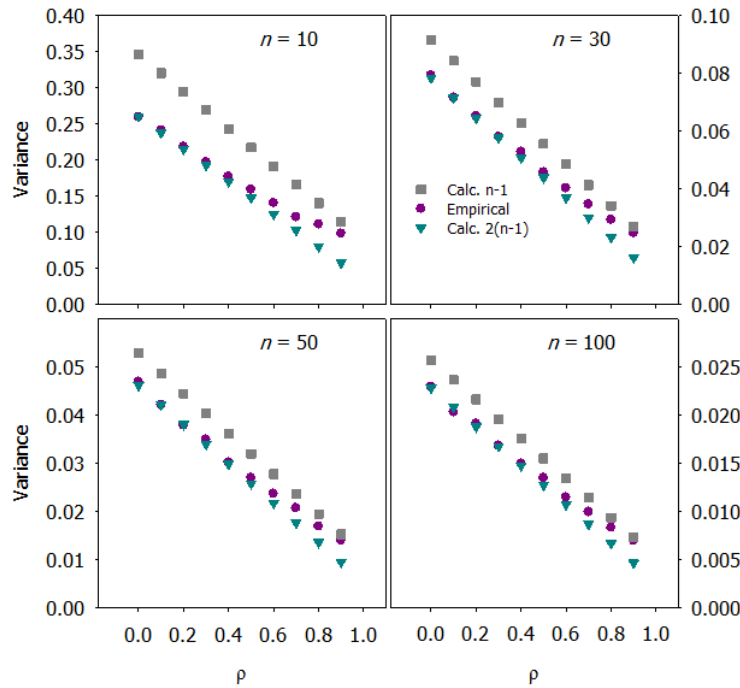 n = 10
n = 30
0.40
0.35
0.30
0.25
0.20
0.15
0.10
0.05
0.00
Variance
0.10
0.08
0.06
0.04
0.02
0.00
Calc. n-1
Empirical
Calc. 2(n-1)
n = 50
n = 100
0.05
0.04
0.03
0.02
0.01
0.00
Variance
0.025
0.020
0.015
0.010
0.005
0.000
0.0 0.2 0.4 0.6 0.8 1.0
0.0 0.2 0.4 0.6 0.8 1.0
ρ
ρ